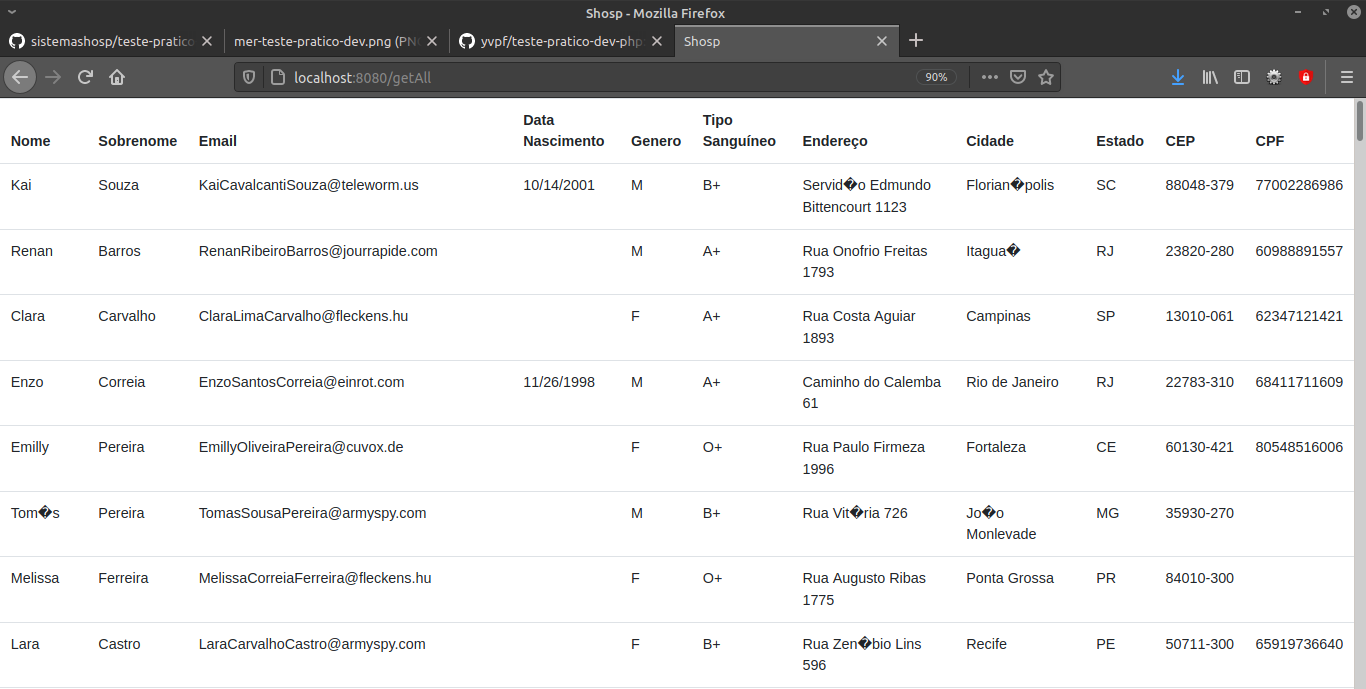 Shosp - Mozilla Firefox
sistemashosp/teste-pratico
mer-teste-pratico-dev.png (PN
yvpf/teste-pratico-dev-php
Shosp
localhost:8080/getAll
90%
Nome Sobrenome Email Data Nascimento Genero Tipo Sanguíneo Endereço Cidade Estado CEP CPF
Kai Souza KaiCavalcantiSouza@teleworm.us 10/14/2001 M B+ Servid�o Edmundo Bittencourt 1123 Florian�polis SC 88048-379 77002286986
Renan Barros RenanRibeiroBarros@jourrapide.com M A+ Rua Onofrio Freitas 1793 Itagua� RJ 23820-280 60988891557
Clara Carvalho ClaraLimaCarvalho@fleckens.hu F A+ Rua Costa Aguiar 1893 Campinas SP 13010-061 62347121421
Enzo Correia EnzoSantosCorreia@einrot.com 11/26/1998 M A+ Caminho do Calemba 61 Rio de Janeiro RJ 22783-310 68411711609
Emilly Pereira EmillyOliveiraPereira@cuvox.de F O+ Rua Paulo Firmeza 1996 Fortaleza CE 60130-421 80548516006
Tom�s Pereira TomasSousaPereira@armyspy.com M B+ Rua Vit�ria 726 Jo�o Monlevade MG 35930-270
Melissa Ferreira MelissaCorreiaFerreira@fleckens.hu F O+ Rua Augusto Ribas 1775 Ponta Grossa PR 84010-300
Lara Castro LaraCarvalhoCastro@armyspy.com F B+ Rua Zen�bio Lins 596 Recife PE 50711-300 65919736640